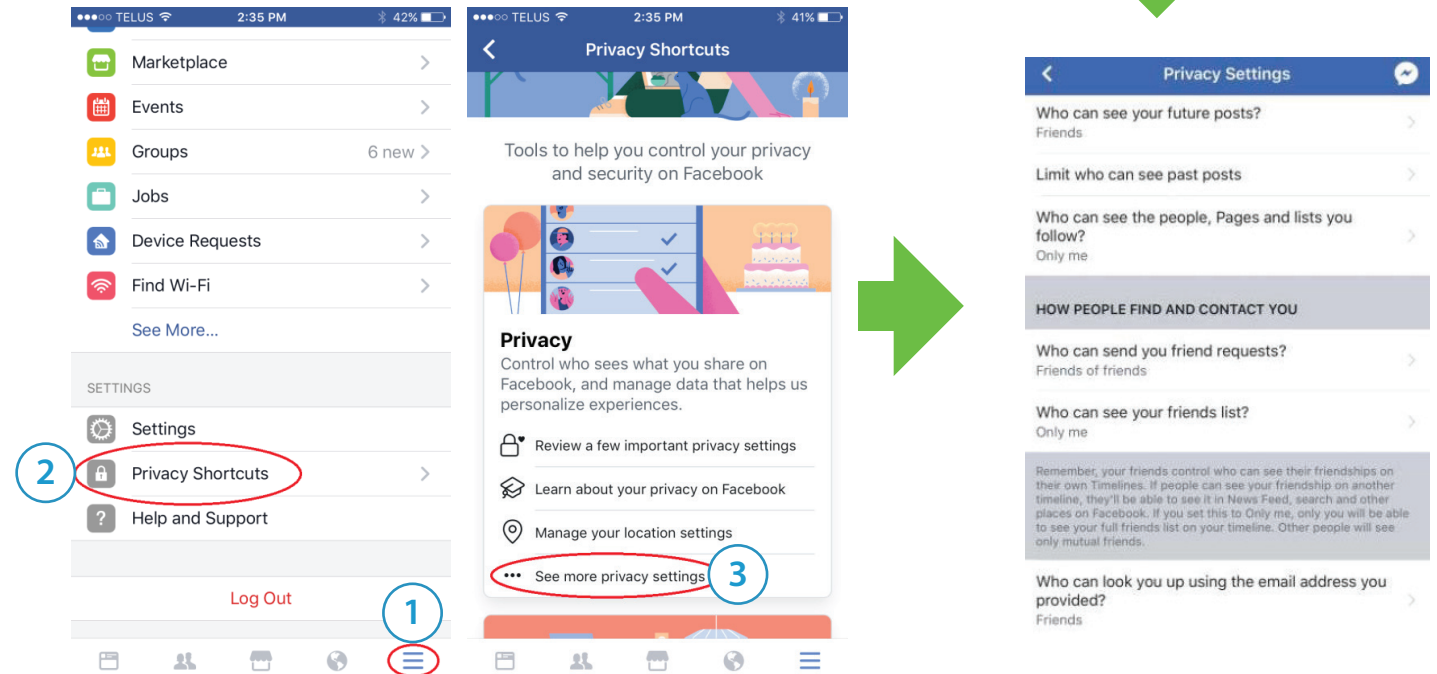 TELUS 2:35 PM 42%
Marketplace
Events
Groups 6 new
Jobs
Device Requests
Find Wi-Fi
See More...
SETTINGS
Settings
2 Privacy Shortcuts
? Help and Support
Log Out
1
TELUS 2:35 PM 41%
Privacy Shortcuts
Tools to help you control your privacy
and security on Facebook
Privacy
Control who sees what you share on
Facebook, and manage data that helps us
personalize experiences.
Review a few important privacy settings
Learn about your privacy on Facebook
Manage your location settings
See more privacy settings 3
Privacy Settings
Who can see your future posts?
Friends
Limit who can see past posts
Who can see the people, Pages and lists you
follow?
Only me
HOW PEOPLE FIND AND CONTACT YOU
Who can send you friend requests?
Friends of friends
Who can see your friends list?
Only me
Remember, your friends control who can see their friendships on
their own Timelines. If people can see your friendship on another
timeline, they'll be able to see it in News Feed, search and other
places on Facebook. If you set this to Only me, only you will be able
to see your full friends list on your timeline. Other people will see
only mutual friends.
Who can look you up using the email address you
provided?
Friends